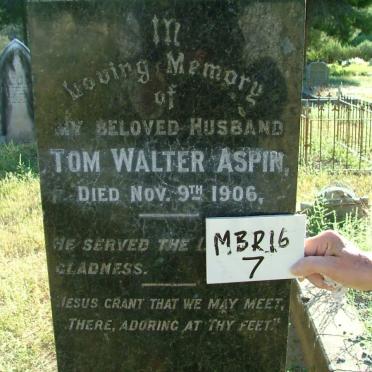 In
Loving Memory
of
MY BELOVED HUSBAND
TOM WALTER ASPIN,
DIED NOV. 9TH 1906,
HE SERVED THE
GLADNESS.
"JESUS GRANT THAT WE MAY MEET,
THERE, ADORING AT THY FEET."
MBR16
7